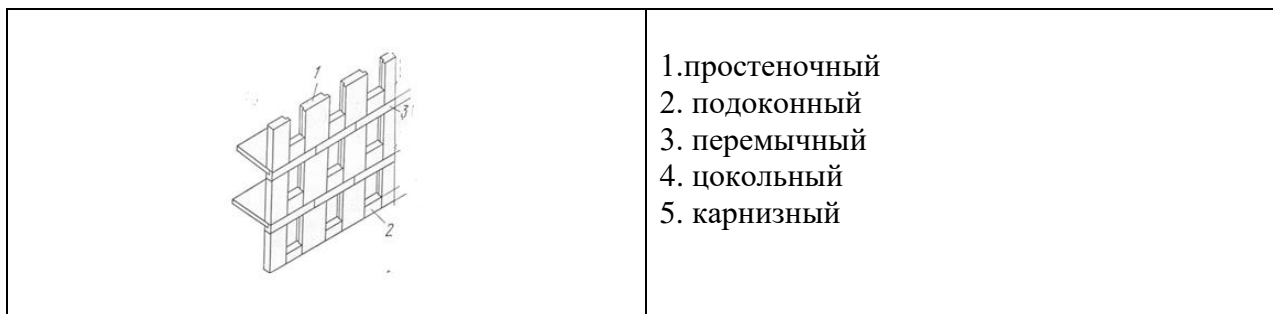 1
3
2
1.простеночный
2. подоконный
3. перемычный
4. цокольный
5. карнизный